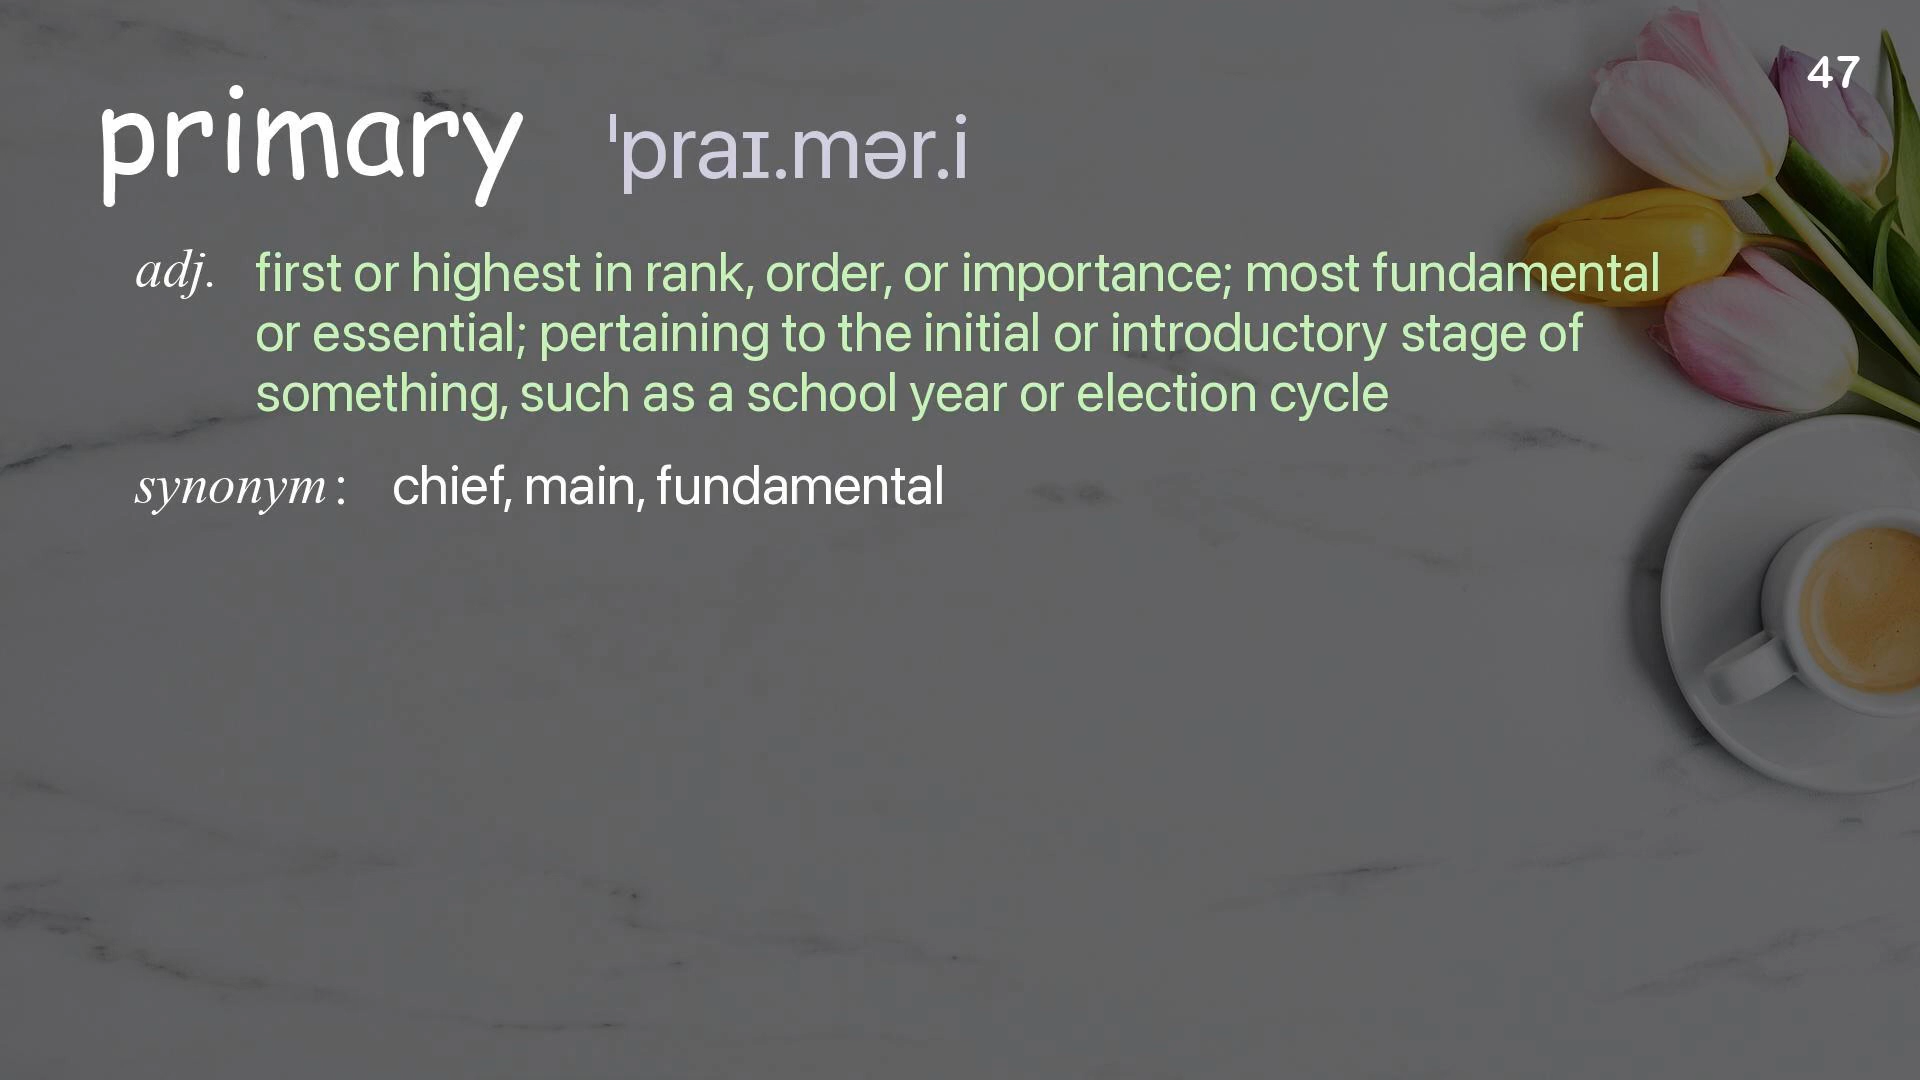 47
primary ˈpraɪ.mər.i
adj. first or highest in rank, order, or importance; most fundamental
or essential; pertaining to the initial or introductory stage of
something, such as a school year or election cycle
synonym : chief, main, fundamental